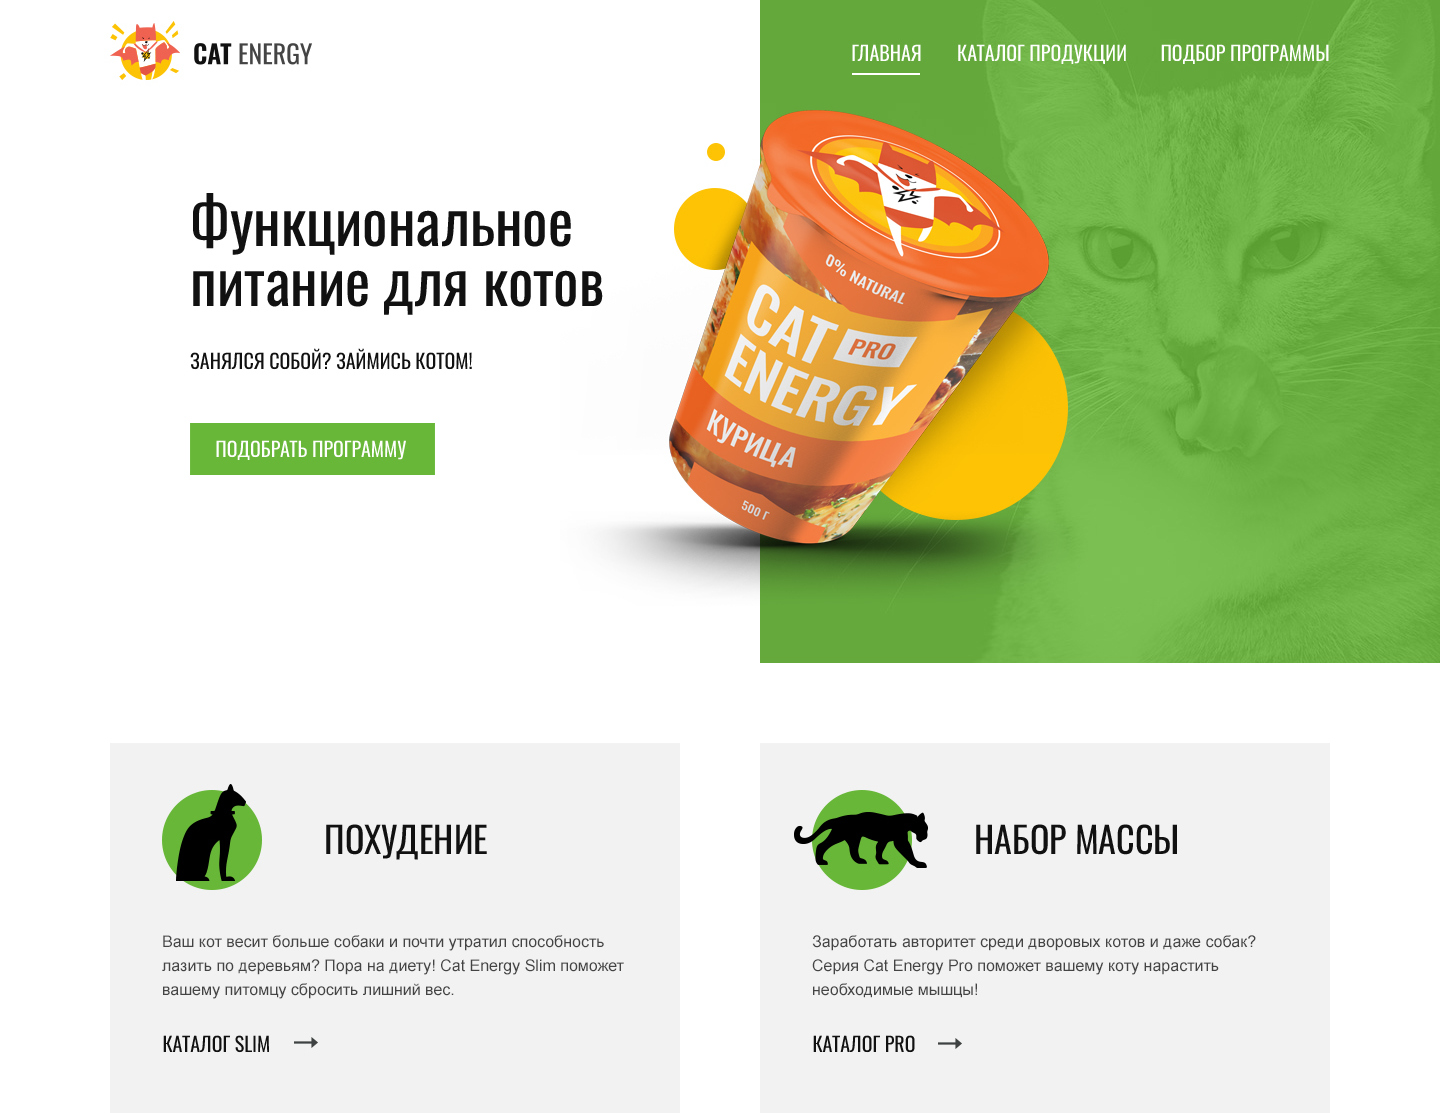 CAT ENERGY
ГЛАВНАЯ
КАТАЛОГ ПРОДУКЦИИ
ПОДБОР ПРОГРАММЫ
Функциональное
питание для котов
ЗАНЯЛСЯ СОБОЙ? ЗАЙМИСЬ КОТОМ!
ПОДОБРАТЬ ПРОГРАММУ
0% NATURAL
CAT PRO
ENERGY
КУРИЦА
500 Г
ПОХУДЕНИЕ
Ваш кот весит больше собаки и почти утратил способность
лазить по деревьям? Пора на диету! Cat Energy Slim поможет
вашему питомцу сбросить лишний вес.
КАТАЛОГ SLIM
НАБОР МАССЫ
Заработать авторитет среди дворовых котов и даже собак?
Серия Cat Energy Pro поможет вашему коту нарастить
необходимые мышцы!
КАТАЛОГ PRO